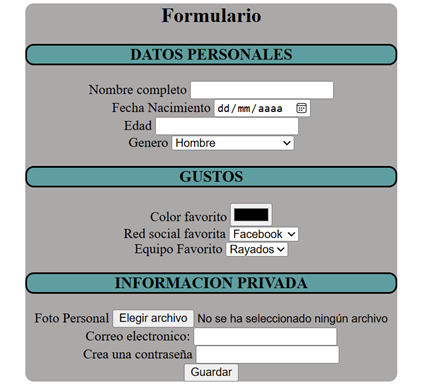 Formulario
DATOS PERSONALES
Nombre completo
Fecha Nacimiento dd/mm/aaaa
Edad
Genero Hombre
GUSTOS
Color favorito
Red social favorita Facebook
Equipo Favorito Rayados
INFORMACION PRIVADA
Foto Personal Elegir archivo No se ha seleccionado ningún archivo
Correo electronico:
Crea una contraseña
Guardar